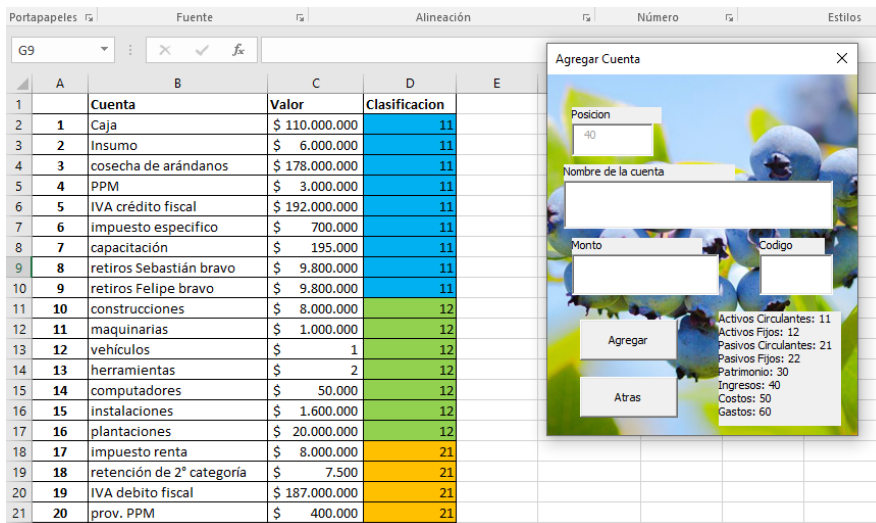 Portapapeles Fuente Alineación Número Estilos
G9 fx
A B C D E
1 Cuenta Valor Clasificacion
2 1 Caja $ 110.000.000 11
3 2 Insumo $ 6.000.000 11
4 3 cosecha de arándanos $ 178.000.000 11
5 4 PPM $ 3.000.000 11
6 5 IVA crédito fiscal $ 192.000.000 11
7 6 impuesto especifico $ 700.000 11
8 7 capacitación $ 195.000 11
9 8 retiros Sebastián bravo $ 9.800.000 11
10 9 retiros Felipe bravo $ 9.800.000 11
11 10 construcciones $ 8.000.000 12
12 11 maquinarias $ 1.000.000 12
13 12 vehículos $ 1 12
14 13 herramientas $ 2 12
15 14 computadores $ 50.000 12
16 15 instalaciones $ 1.600.000 12
17 16 plantaciones $ 20.000.000 12
18 17 impuesto renta $ 8.000.000 21
19 18 retención de 2° categoría $ 7.500 21
20 19 IVA debito fiscal $ 187.000.000 21
21 20 prov. PPM $ 400.000 21
Agregar Cuenta
Posicion
40
Nombre de la cuenta
Monto Codigo
Agregar
Atras
Activos Circulantes: 11
Activos Fijos: 12
Pasivos Circulantes: 21
Pasivos Fijos: 22
Patrimonio: 30
Ingresos: 40
Costos: 50
Gastos: 60